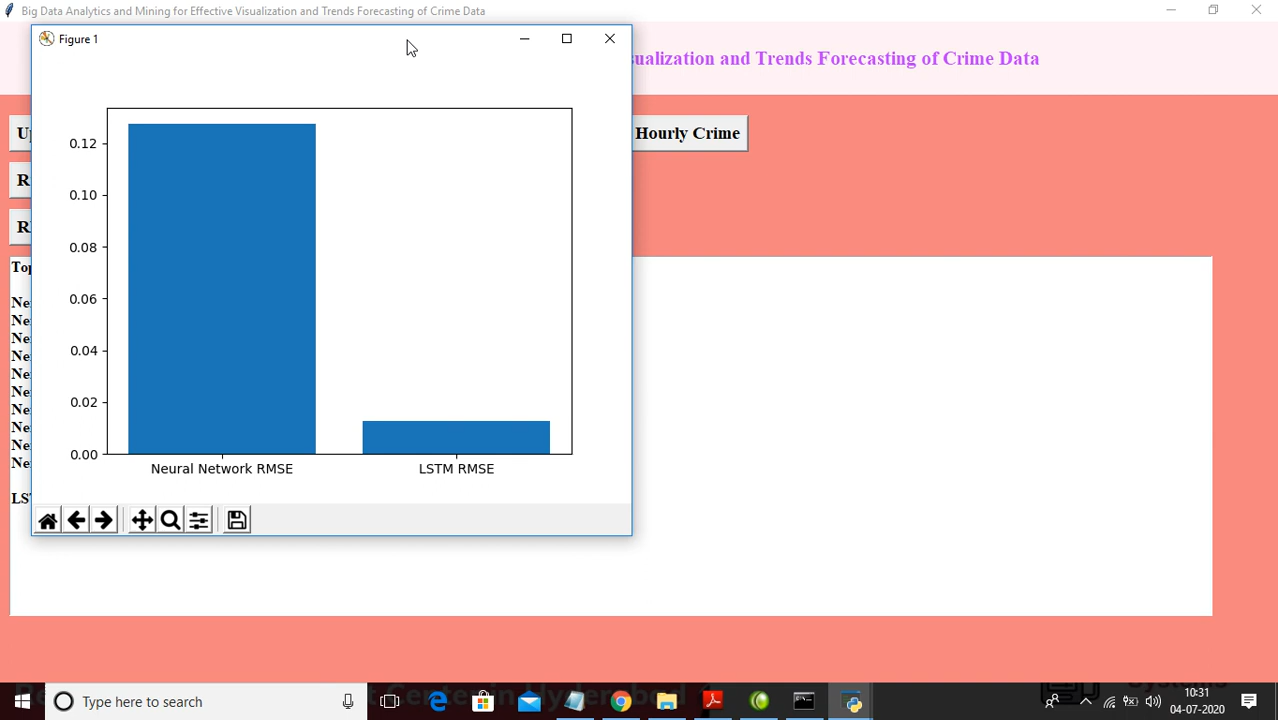 Big Data Analytics and Mining for Effective Visualization and Trends Forecasting of Crime Data
Figure 1
sualization and Trends Forecasting of Crime Data
Hourly Crime
0.12
0.10
0.08
0.06
0.04
0.02
0.00
Neural Network RMSE
LSTM RMSE
Top
Type here to search
10:31
04-07-2020